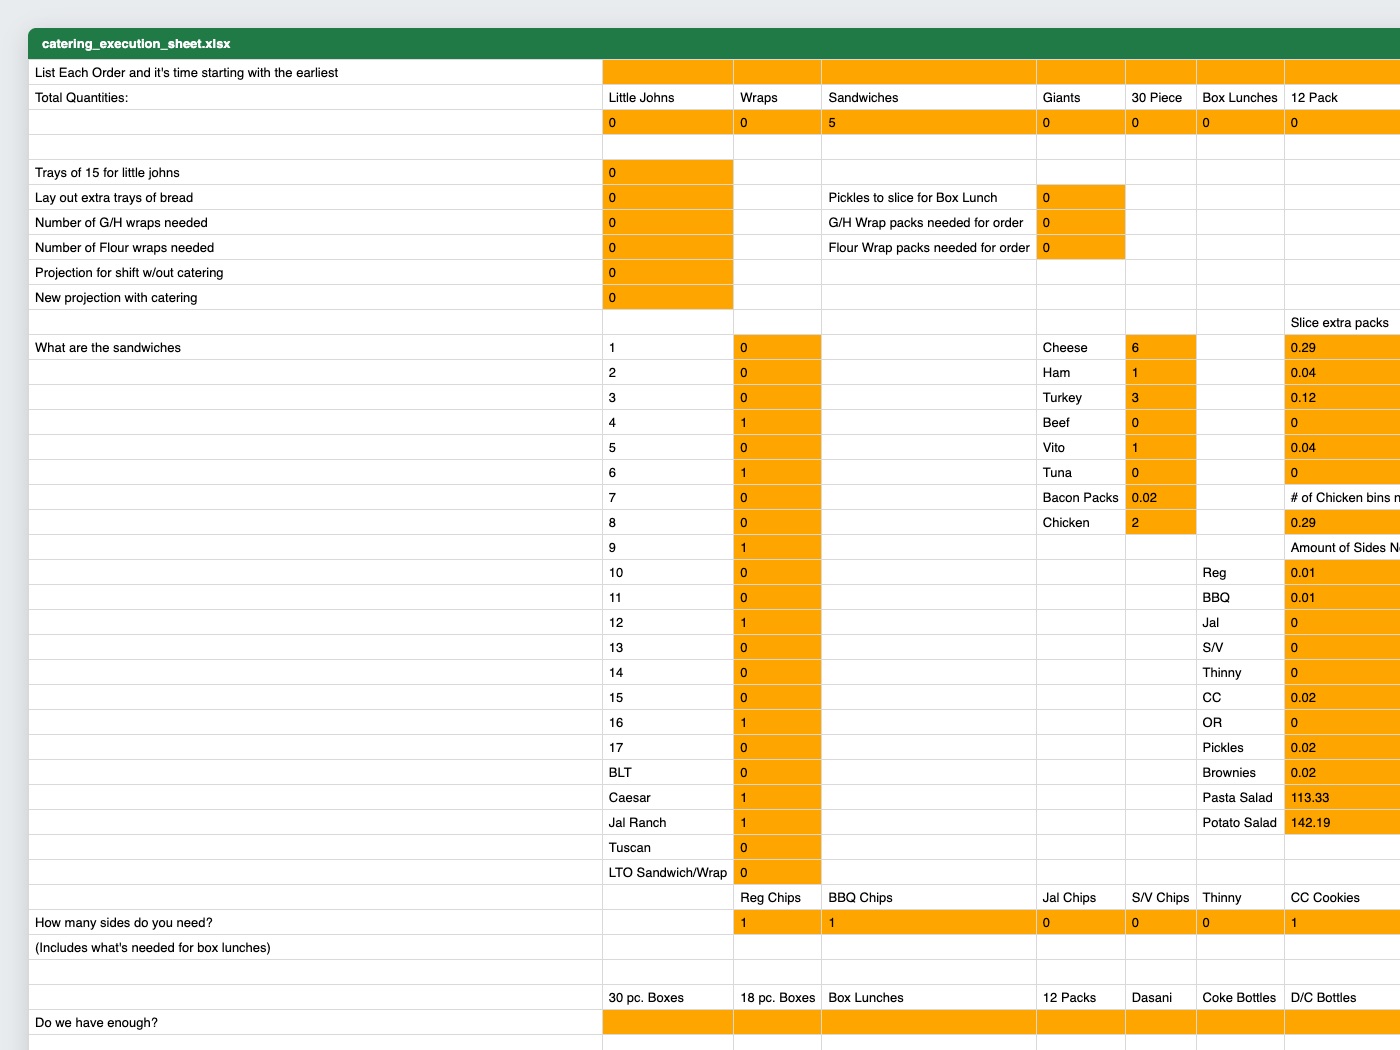 catering_execution_sheet.xlsx
List Each Order and it's time starting with the earliest
Total Quantities: Little Johns Wraps Sandwiches Giants 30 Piece Box Lunches 12 Pack
0 0 5 0 0 0 0
Trays of 15 for little johns 0
Lay out extra trays of bread 0 Pickles to slice for Box Lunch 0
Number of G/H wraps needed 0 G/H Wrap packs needed for order 0
Number of Flour wraps needed 0 Flour Wrap packs needed for order 0
Projection for shift w/out catering 0
New projection with catering 0
Slice extra packs
What are the sandwiches 1 0 Cheese 6 0.29
2 0 Ham 1 0.04
3 0 Turkey 3 0.12
4 1 Beef 0 0
5 0 Vito 1 0.04
6 1 Tuna 0 0
7 0 Bacon Packs 0.02 # of Chicken bins
8 0 Chicken 2 0.29
9 1 Amount of Sides
10 0 Reg 0.01
11 0 BBQ 0.01
12 1 Jal 0
13 0 S/V 0
14 0 Thinny 0
15 0 CC 0.02
16 1 OR 0
17 0 Pickles 0.02
BLT 0 Brownies 0.02
Caesar 1 Pasta Salad 113.33
Jal Ranch 1 Potato Salad 142.19
Tuscan 0
LTO Sandwich/Wrap 0
Reg Chips BBQ Chips Jal Chips S/V Chips Thinny CC Cookies
How many sides do you need? 1 1 0 0 0 1
(Includes what's needed for box lunches)
30 pc. Boxes 18 pc. Boxes Box Lunches 12 Packs Dasani Coke Bottles D/C Bottles
Do we have enough?